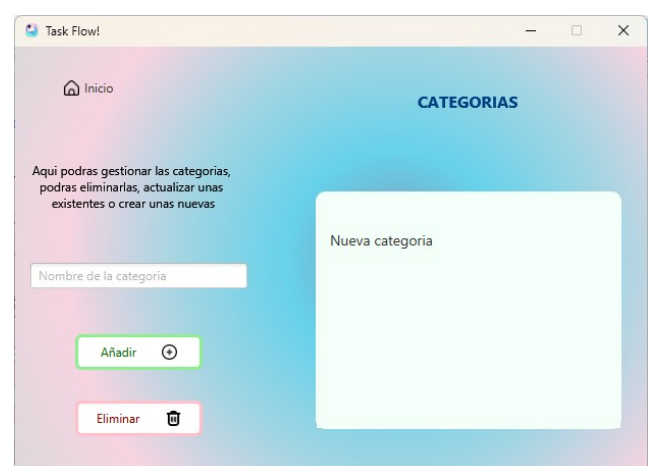 Task Flow!
Inicio
CATEGORIAS
Aqui podras gestionar las categorias,
podras eliminarlas, actualizar unas
existentes o crear unas nuevas
Nueva categoria
Nombre de la categoria
Añadir
Eliminar